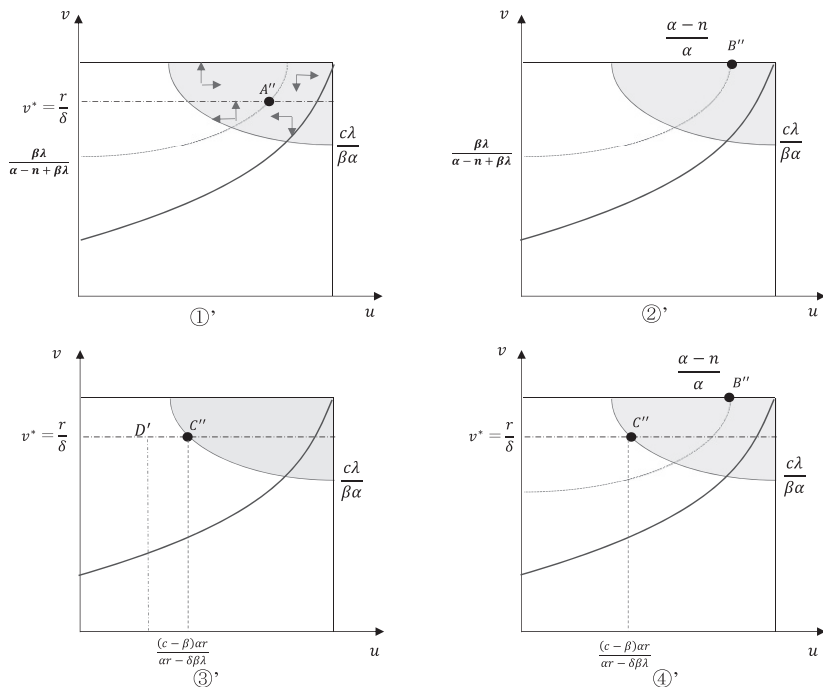 v
A''
v* = r/δ
βλ/(α − n + βλ)
cλ/βα
u
①'
v
(α − n)/α
B''
βλ/(α − n + βλ)
cλ/βα
u
②'
v
v* = r/δ
D'
C''
cλ/βα
(c − β)αr/(αr − δβλ)
u
③'
v
(α − n)/α
B''
v* = r/δ
C''
cλ/βα
(c − β)αr/(αr − δβλ)
u
④'